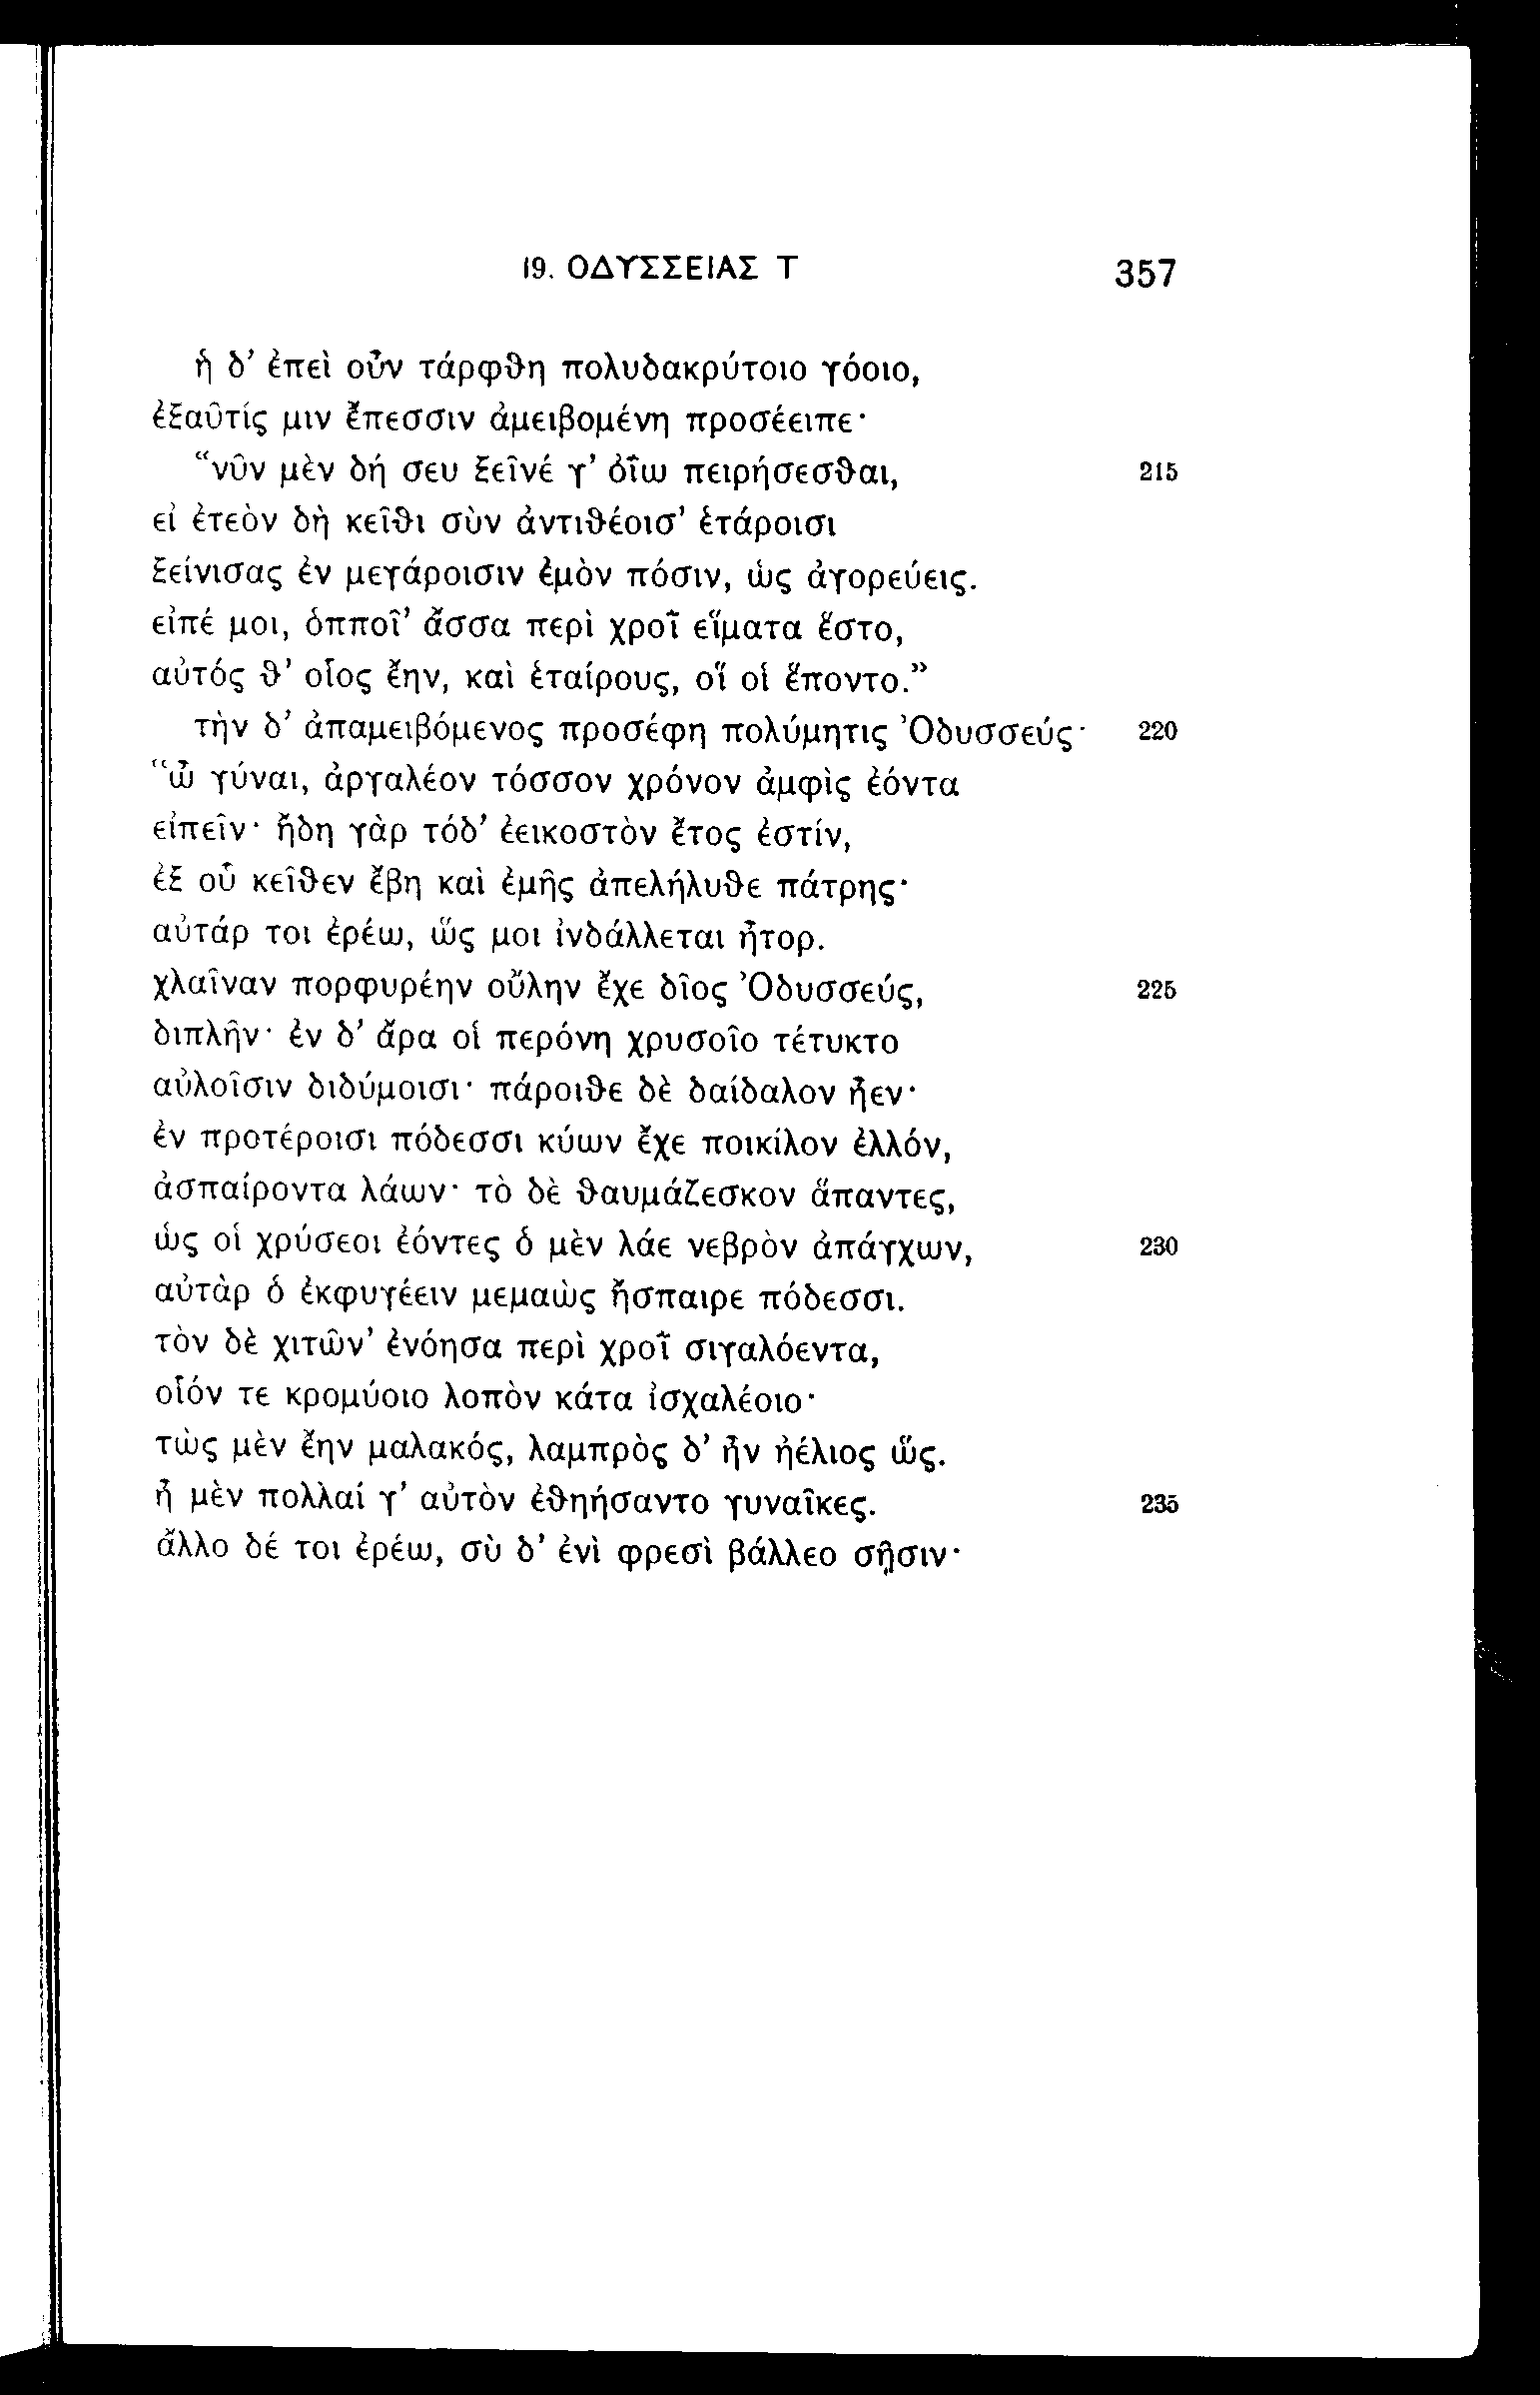 19. ΟΔΥΣΣΕΙΑΣ Τ 357
ἡ δ’ ἐπεὶ οὖν τάρφθη πολυδακρύτοιο γόοιο,
ἐξαῦτίς μιν ἔπεσσιν ἀμειβομένη προσέειπε·
“νῦν μὲν δή σευ ξεῖνέ γ’ ὀΐω πειρήσεσθαι, 215
εἰ ἐτεὸν δὴ κεῖθι σὺν ἀντιθέοισ’ ἑτάροισι
ξείνισας ἐν μεγάροισιν ἐμὸν πόσιν, ὡς ἀγορεύεις.
εἰπέ μοι, ὁπποῖ’ ἄσσα περὶ χροῒ εἵματα ἕστο,
αὐτός θ’ οἷος ἔην, καὶ ἑταίρους, οἵ οἱ ἕποντο.”
τὴν δ’ ἀπαμειβόμενος προσέφη πολύμητις Ὀδυσσεύς· 220
“ὦ γύναι, ἀργαλέον τόσσον χρόνον ἀμφὶς ἐόντα
εἰπεῖν· ἤδη γὰρ τόδ’ ἐεικοστὸν ἔτος ἐστίν,
ἐξ οὗ κεῖθεν ἔβη καὶ ἐμῆς ἀπελήλυθε πάτρης·
αὐτάρ τοι ἐρέω, ὥς μοι ἰνδάλλεται ἦτορ.
χλαῖναν πορφυρέην οὔλην ἔχε δῖος Ὀδυσσεύς, 225
διπλῆν· ἐν δ’ ἄρα οἱ περόνη χρυσοῖο τέτυκτο
αὐλοῖσιν διδύμοισι· πάροιθε δὲ δαίδαλον ἦεν·
ἐν προτέροισι πόδεσσι κύων ἔχε ποικίλον ἐλλόν,
ἀσπαίροντα λάων· τὸ δὲ θαυμάζεσκον ἅπαντες,
ὡς οἱ χρύσεοι ἐόντες ὁ μὲν λάε νεβρὸν ἀπάγχων, 230
αὐτὰρ ὁ ἐκφυγέειν μεμαὼς ἤσπαιρε πόδεσσι.
τὸν δὲ χιτῶν’ ἐνόησα περὶ χροῒ σιγαλόεντα,
οἷόν τε κρομύοιο λοπὸν κάτα ἰσχαλέοιο·
τὼς μὲν ἔην μαλακός, λαμπρὸς δ’ ἦν ἠέλιος ὥς.
ἦ μὲν πολλαί γ’ αὐτὸν ἐθηήσαντο γυναῖκες. 235
ἄλλο δέ τοι ἐρέω, σὺ δ’ ἐνὶ φρεσὶ βάλλεο σῇσιν·